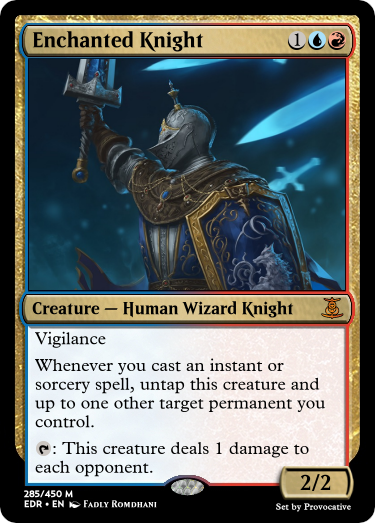 Enchanted Knight 1
Creature — Human Wizard Knight
Vigilance
Whenever you cast an instant or
sorcery spell, untap this creature and
up to one other target permanent you
control.
: This creature deals 1 damage to
each opponent.
2/2
285/450 M
EDR • EN Fadly Romdhani
Set by Provocative